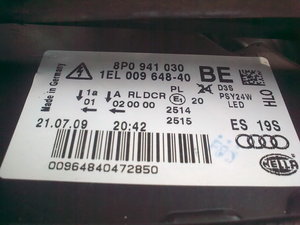 Made in Germany
8P0 941 030
1EL 009 648-40
BE
1a A RLDCR PL D3S
01 02 00 00 E1 20 PSY24W
2514 LED
HLO
21.07.09 20:42 2515 ES 19S
00964840472850
HELLA